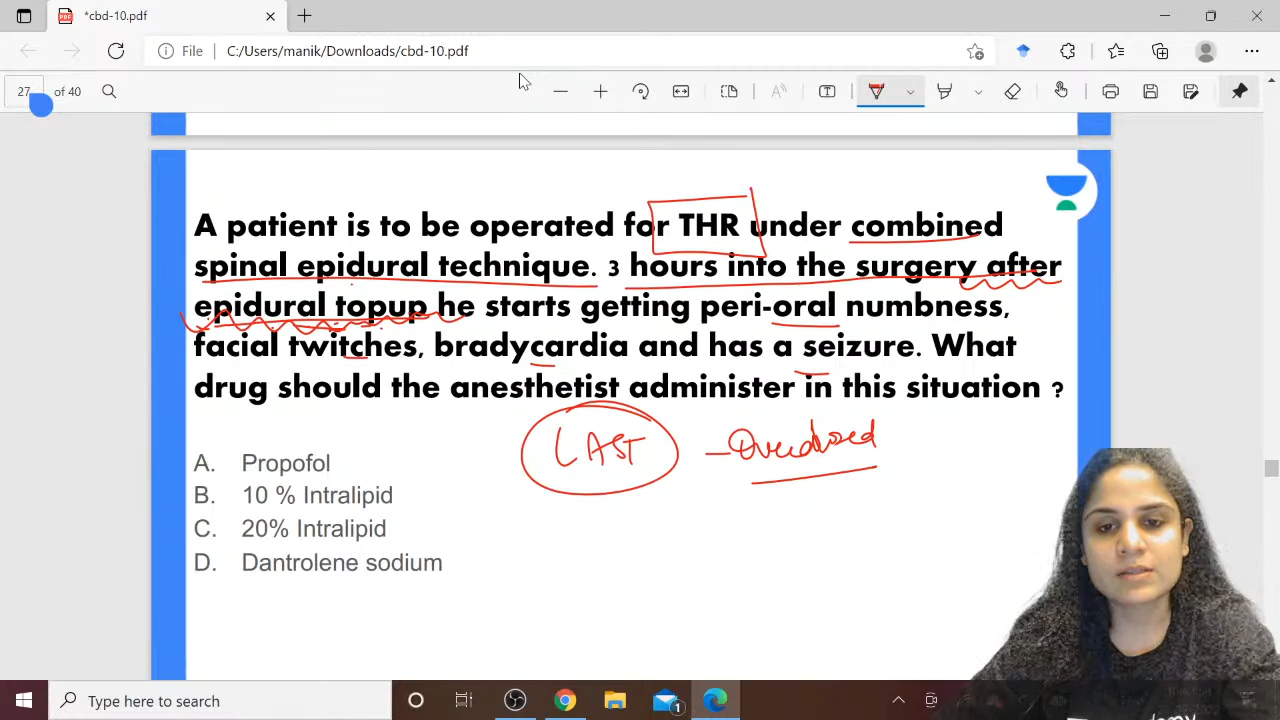 *cbd-10.pdf
File C:/Users/manik/Downloads/cbd-10.pdf
27 of 40
A patient is to be operated for THR under combined
spinal epidural technique. 3 hours into the surgery after
epidural topup he starts getting peri-oral numbness,
facial twitches, bradycardia and has a seizure. What
drug should the anesthetist administer in this situation ?
LAST - Overdosed
A. Propofol
B. 10 % Intralipid
C. 20% Intralipid
D. Dantrolene sodium
Type here to search
1